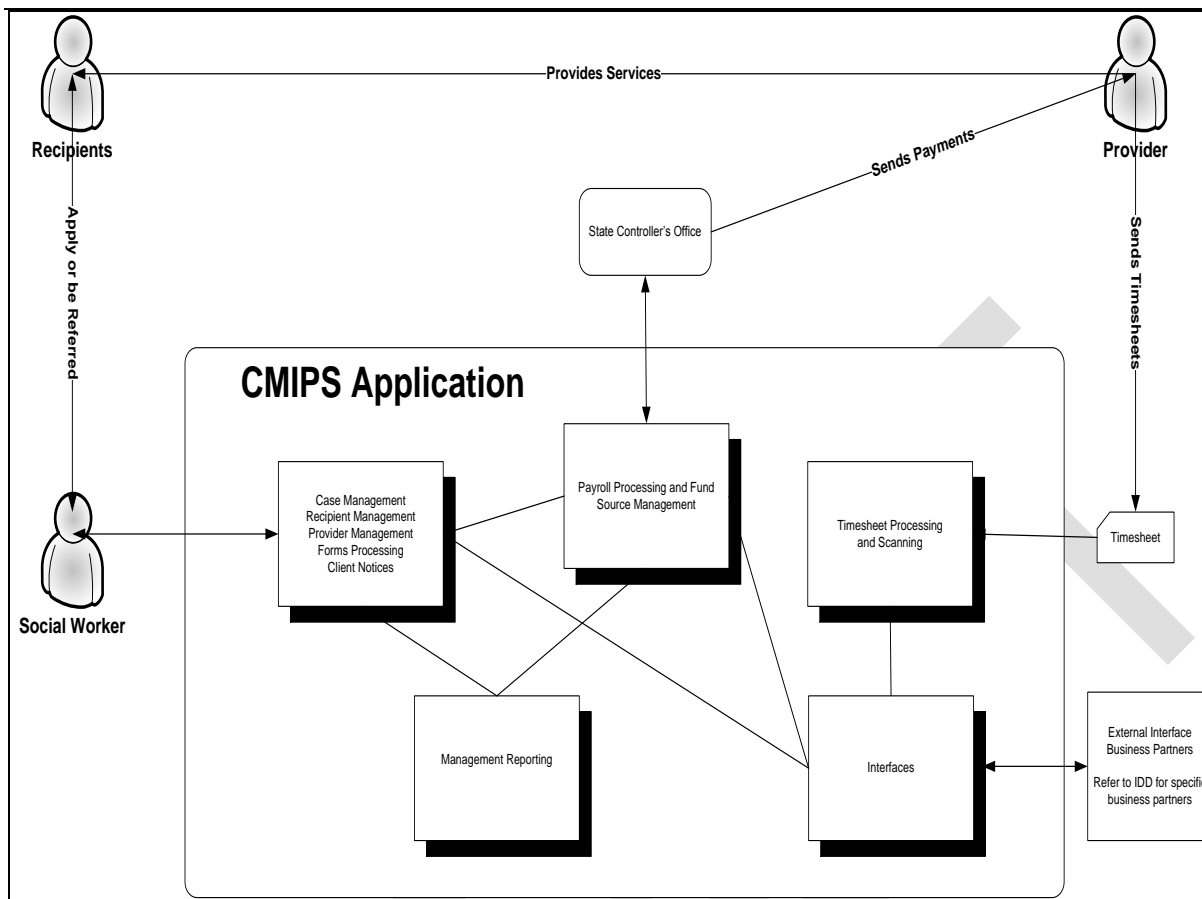 Provides Services
Recipients
Provider
Sends Payments
Apply or be Referred
Sends Timesheets
State Controller's Office
CMIPS Application
Case Management
Recipient Management
Provider Management
Forms Processing
Client Notices
Payroll Processing and Fund
Source Management
Timesheet Processing
and Scanning
Timesheet
Social Worker
Management Reporting
Interfaces
External Interface
Business Partners
Refer to IDD for specific
business partners